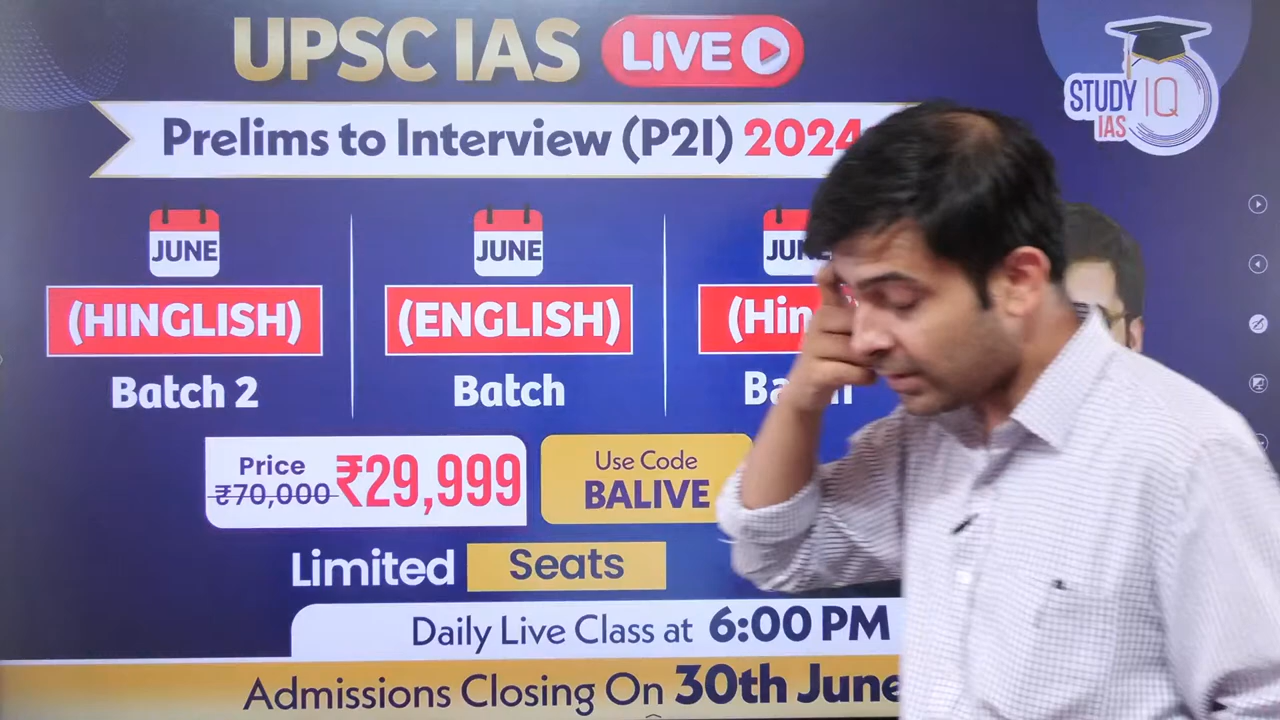 UPSC IAS LIVE
STUDY IQ
IAS
Prelims to Interview (P2I) 2024
JUNE
JUNE
(HINGLISH)
(ENGLISH)
(Hin
Batch 2
Batch
Price
₹70,000
₹29,999
Use Code
BALIVE
Limited Seats
Daily Live Class at 6:00 PM
Admissions Closing On 30th June